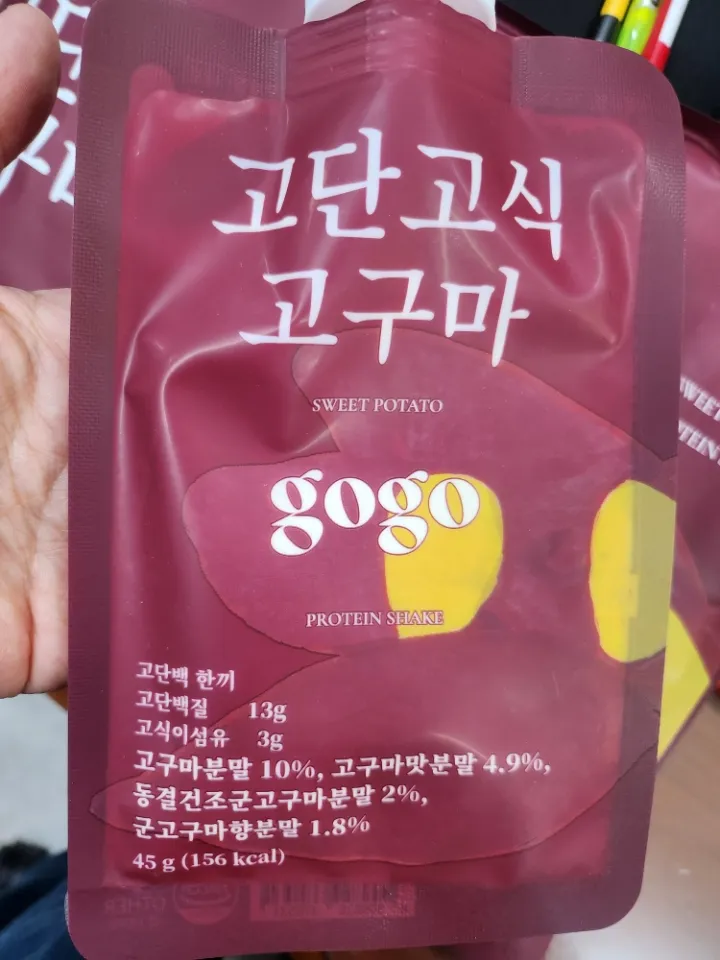 고단고식
고구마
SWEET POTATO
gogo
PROTEIN SHAKE
고단백 한끼
고단백질 13g
고식이섬유 3g
고구마분말 10%, 고구마맛분말 4.9%,
동결건조군고구마분말 2%,
군고구마향분말 1.8%
45 g (156 kcal)